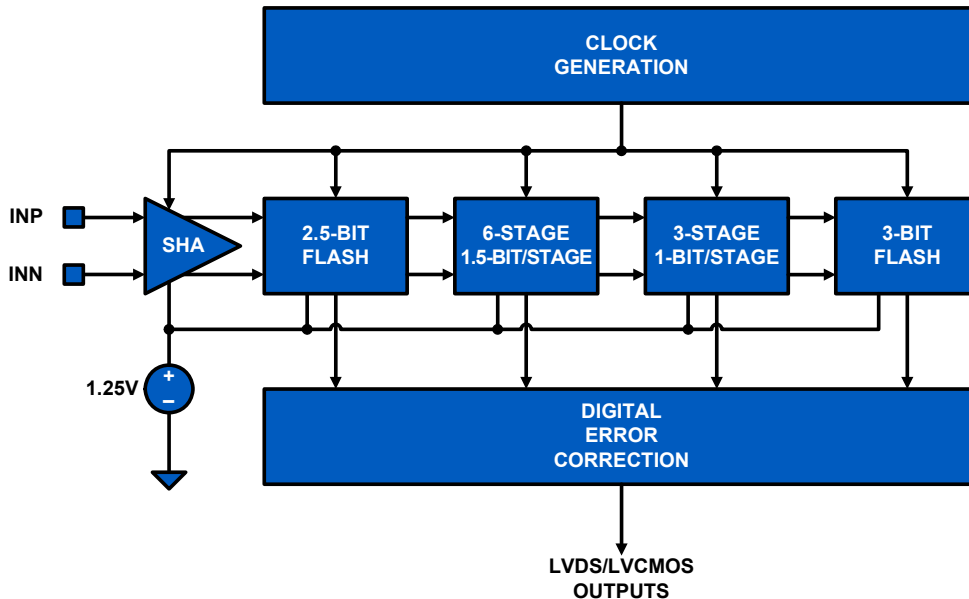 CLOCK
GENERATION
INP
INN
SHA
2.5-BIT
FLASH
6-STAGE
1.5-BIT/STAGE
3-STAGE
1-BIT/STAGE
3-BIT
FLASH
1.25V
+
–
DIGITAL
ERROR
CORRECTION
LVDS/LVCMOS
OUTPUTS